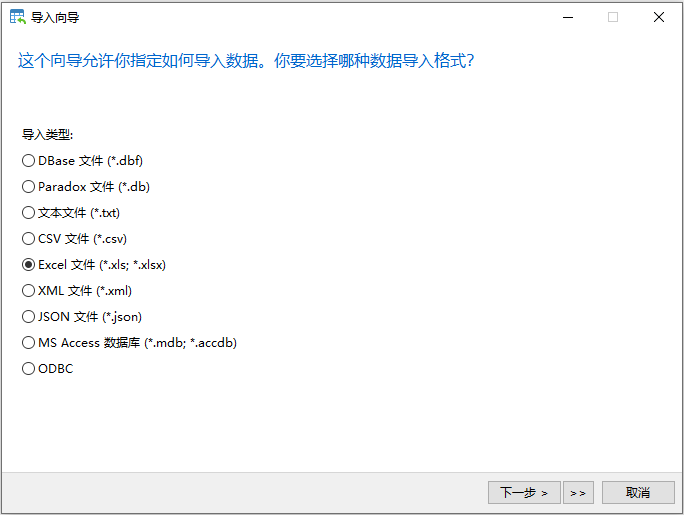 导入向导
这个向导允许你指定如何导入数据。你要选择哪种数据导入格式？
导入类型:
DBase 文件 (*.dbf)
Paradox 文件 (*.db)
文本文件 (*.txt)
CSV 文件 (*.csv)
Excel 文件 (*.xls; *.xlsx)
XML 文件 (*.xml)
JSON 文件 (*.json)
MS Access 数据库 (*.mdb; *.accdb)
ODBC
下一步 > >> 取消